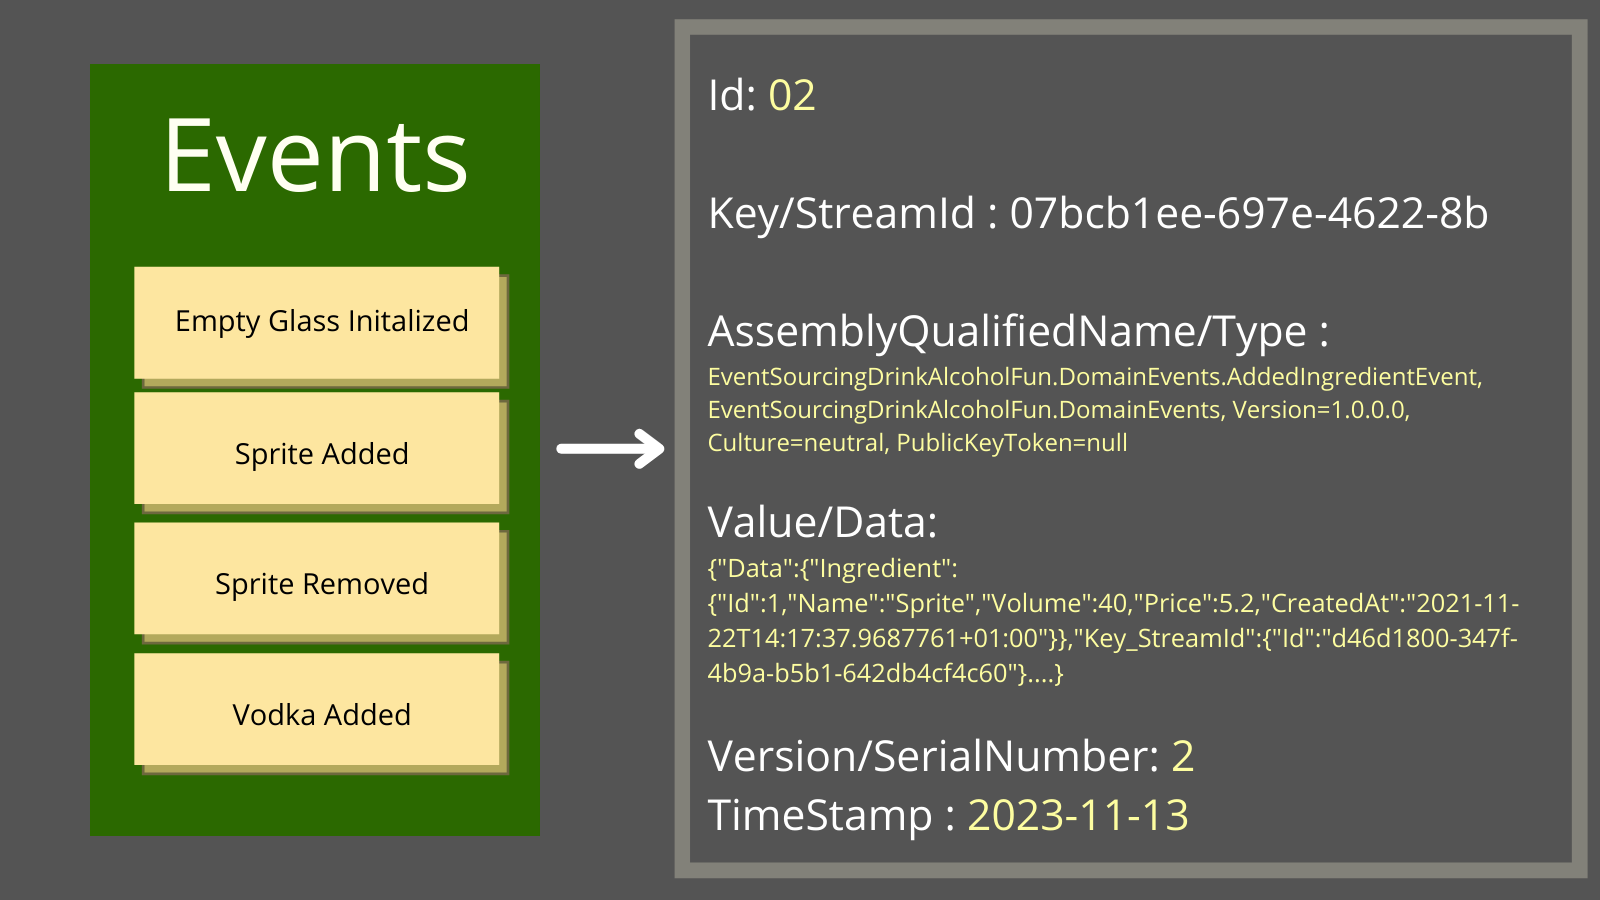 Events
Empty Glass Initalized
Sprite Added
Sprite Removed
Vodka Added
Id: 02
Key/StreamId : 07bcb1ee-697e-4622-8b
AssemblyQualifiedName/Type :
EventSourcingDrinkAlcoholFun.DomainEvents.AddedIngredientEvent,
EventSourcingDrinkAlcoholFun.DomainEvents, Version=1.0.0.0,
Culture=neutral, PublicKeyToken=null
Value/Data:
{"Data":{"Ingredient":
{"Id":1,"Name":"Sprite","Volume":40,"Price":5.2,"CreatedAt":"2021-11-
22T14:17:37.9687761+01:00"}},"Key_StreamId":{"Id":"d46d1800-347f-
4b9a-b5b1-642db4cf4c60"}....}
Version/SerialNumber: 2
TimeStamp : 2023-11-13